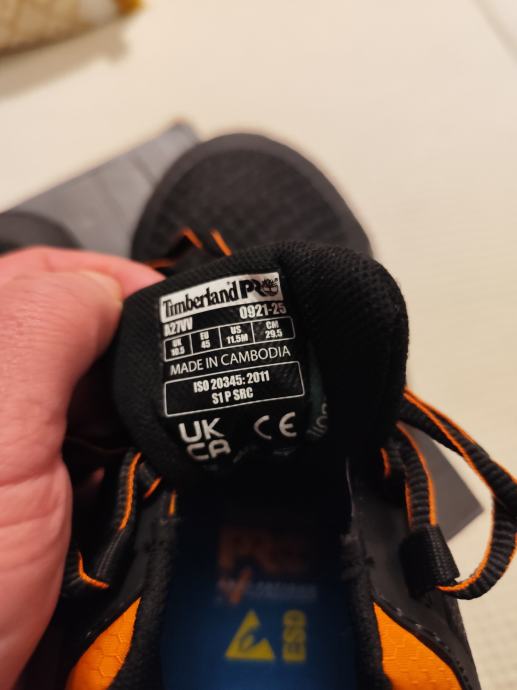 Timberland PRO
A27VV 0921-25
UK EU US CM
10.5 45 11.5M 29.5
MADE IN CAMBODIA
ISO 20345: 2011
S1 P SRC
UK
CA CE
PRO
ESD